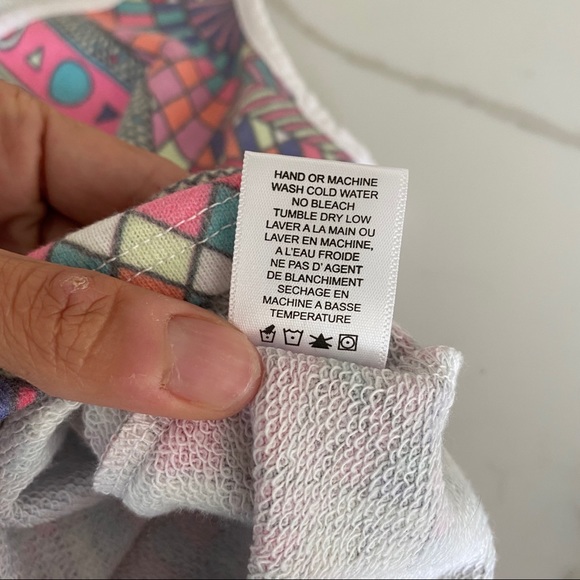 HAND OR MACHINE
WASH COLD WATER
NO BLEACH
TUMBLE DRY LOW
LAVER A LA MAIN OU
LAVER EN MACHINE,
A L'EAU FROIDE
NE PAS D'AGENT
DE BLANCHIMENT
SECHAGE EN
MACHINE A BASSE
TEMPERATURE